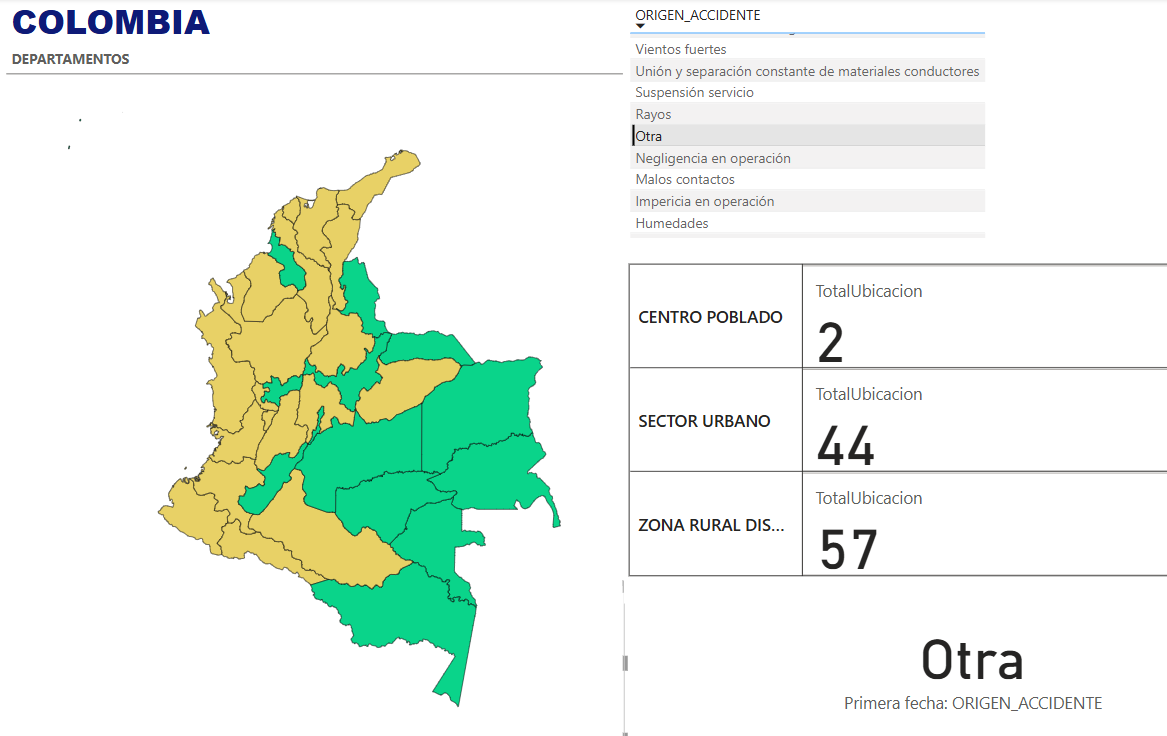 COLOMBIA
DEPARTAMENTOS
ORIGEN_ACCIDENTE
Vientos fuertes
Unión y separación constante de materiales conductores
Suspensión servicio
Rayos
Otra
Negligencia en operación
Malos contactos
Impericia en operación
Humedades
CENTRO POBLADO
TotalUbicacion
2
SECTOR URBANO
TotalUbicacion
44
ZONA RURAL DIS...
TotalUbicacion
57
Otra
Primera fecha: ORIGEN_ACCIDENTE